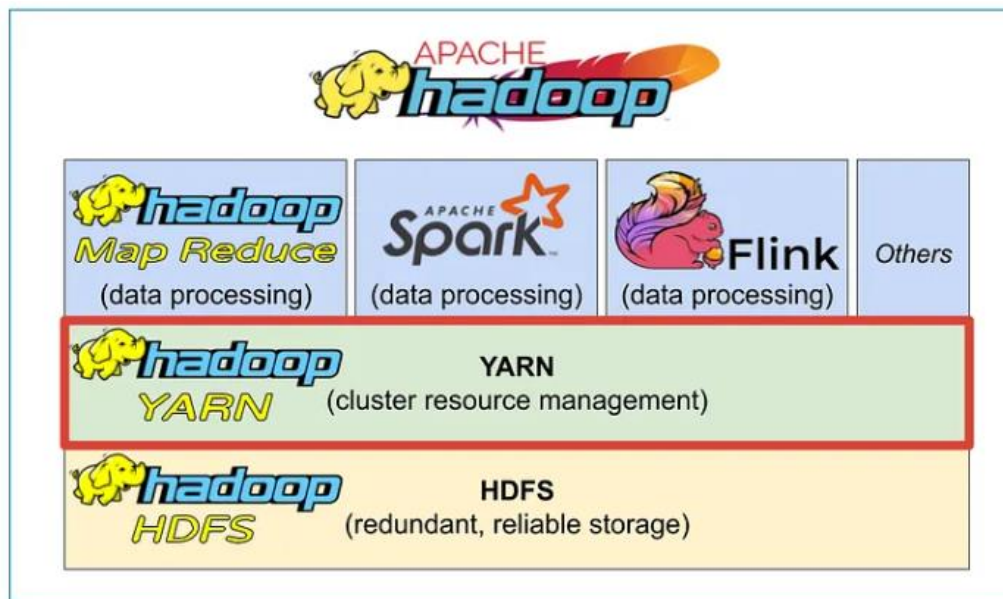 APACHE
hadoop
hadoop
Map Reduce
(data processing)
APACHE
Spark™
(data processing)
Flink
(data processing)
Others
hadoop
YARN
YARN
(cluster resource management)
hadoop
HDFS
HDFS
(redundant, reliable storage)